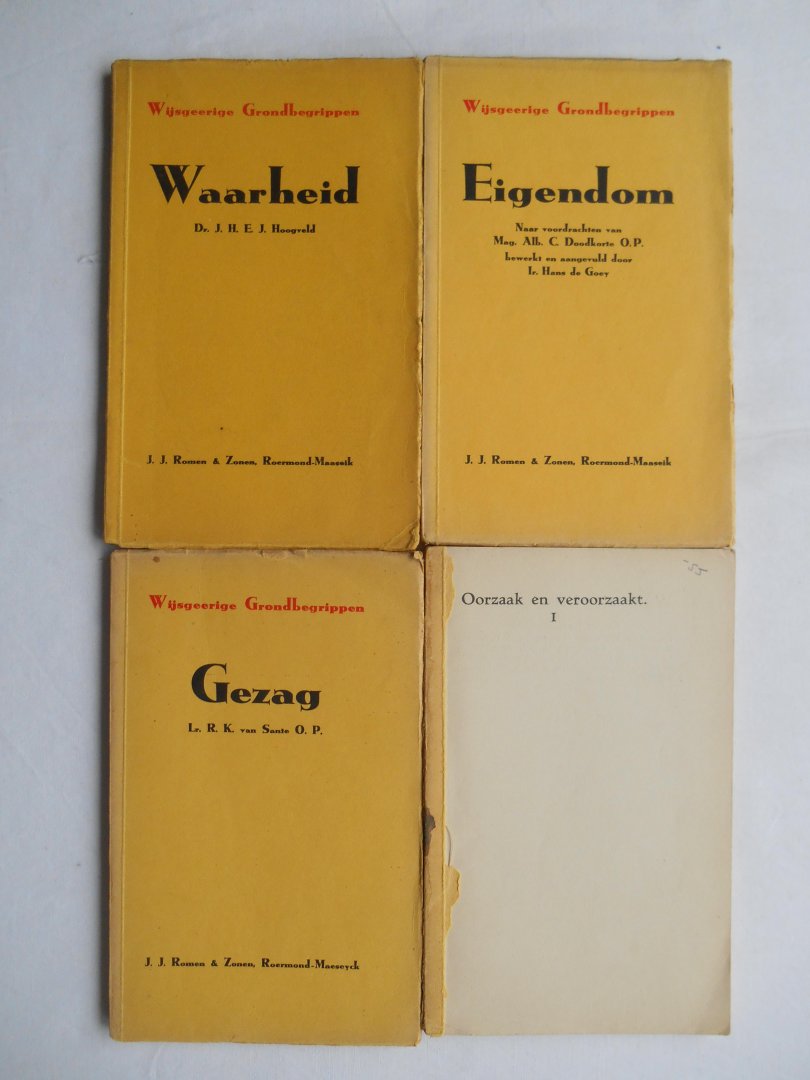 Wijsgeerige Grondbegrippen
Waarheid
Dr. J. H. E. J. Hoogveld
J. J. Romen & Zonen, Roermond-Maaseik
Wijsgeerige Grondbegrippen
Eigendom
Naar voordrachten van
Mag. Alb. C. Doodkorte O.P.
bewerkt en aangevuld door
Ir. Hans de Goey
J. J. Romen & Zonen, Roermond-Maaseik
Wijsgeerige Grondbegrippen
Gezag
Lr. R. K. van Sante O. P.
J. J. Romen & Zonen, Roermond-Maeseyck
'55
Oorzaak en veroorzaakt.
I